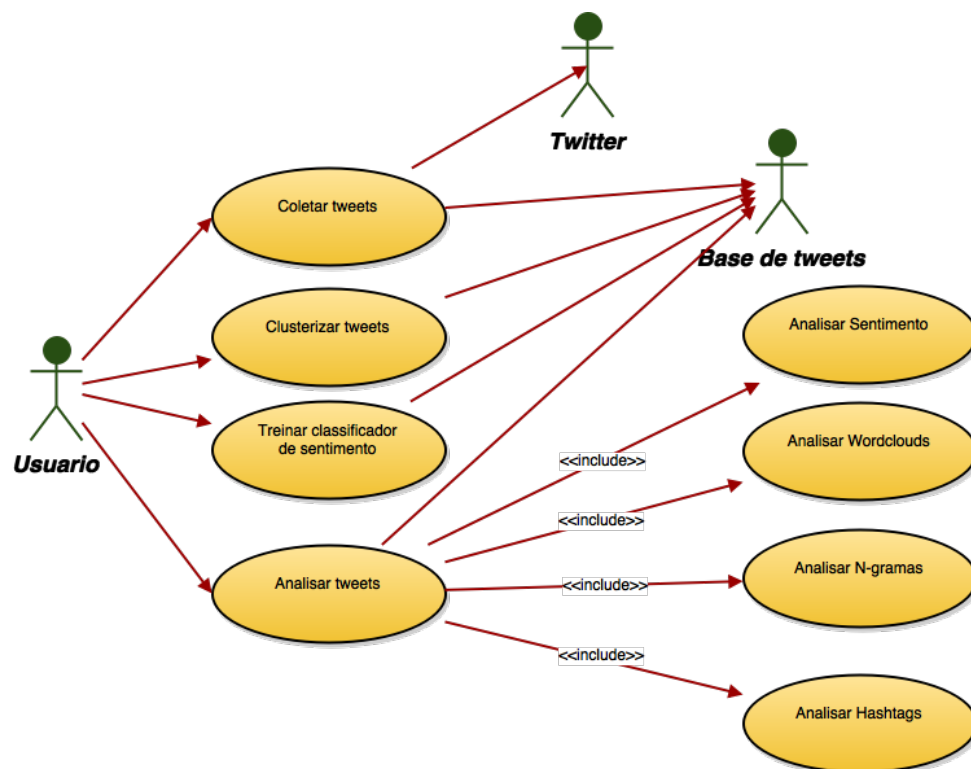 Twitter
Coletar tweets
Base de tweets
Clusterizar tweets
Analisar Sentimento
Usuario
Treinar classificador
de sentimento
Analisar Wordclouds
<<include>>
<<include>>
Analisar tweets
<<include>>
Analisar N-gramas
<<include>>
Analisar Hashtags